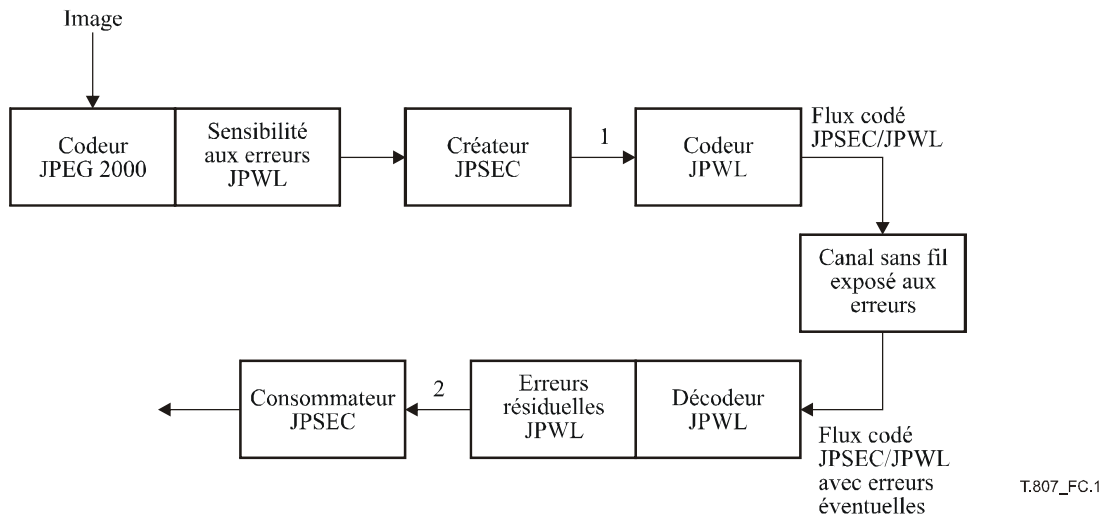 Image
Codeur
JPEG 2000
Sensibilité
aux erreurs
JPWL
Créateur
JPSEC
1
Codeur
JPWL
Flux codé
JPSEC/JPWL
Canal sans fil
exposé aux
erreurs
Consommateur
JPSEC
2
Erreurs
résiduelles
JPWL
Décodeur
JPWL
Flux codé
JPSEC/JPWL
avec erreurs
éventuelles
T.807_FC.1